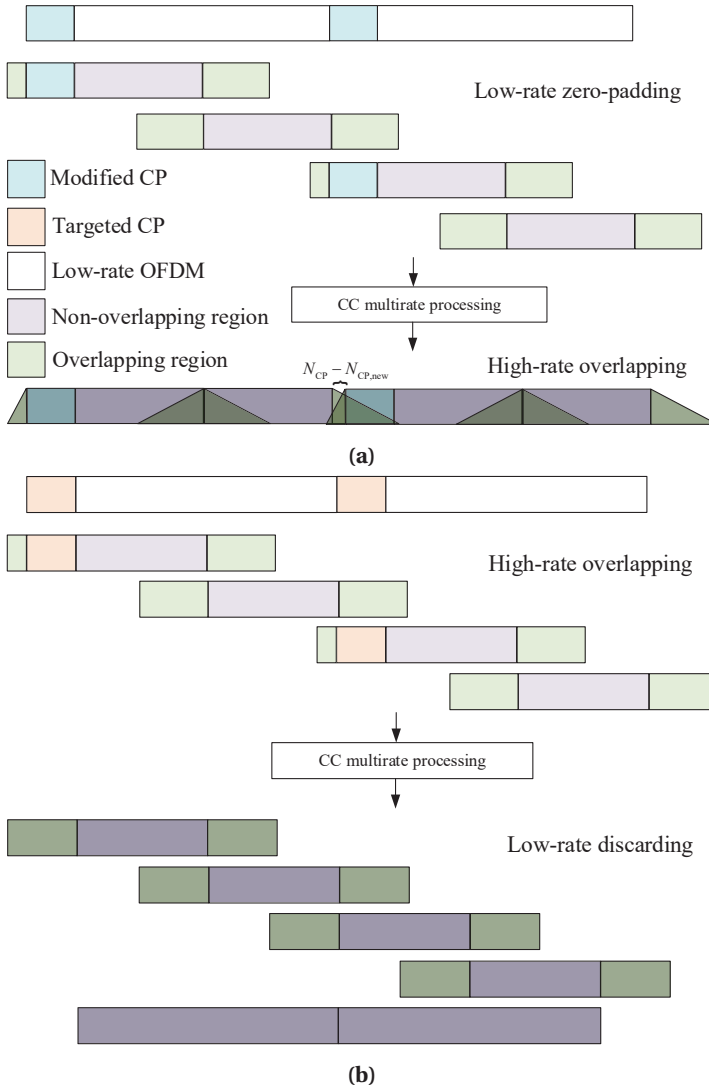 Low-rate zero-padding
Modified CP
Targeted CP
Low-rate OFDM
Non-overlapping region
Overlapping region
CC multirate processing
N_CP − N_CP,new
High-rate overlapping
(a)
High-rate overlapping
CC multirate processing
Low-rate discarding
(b)